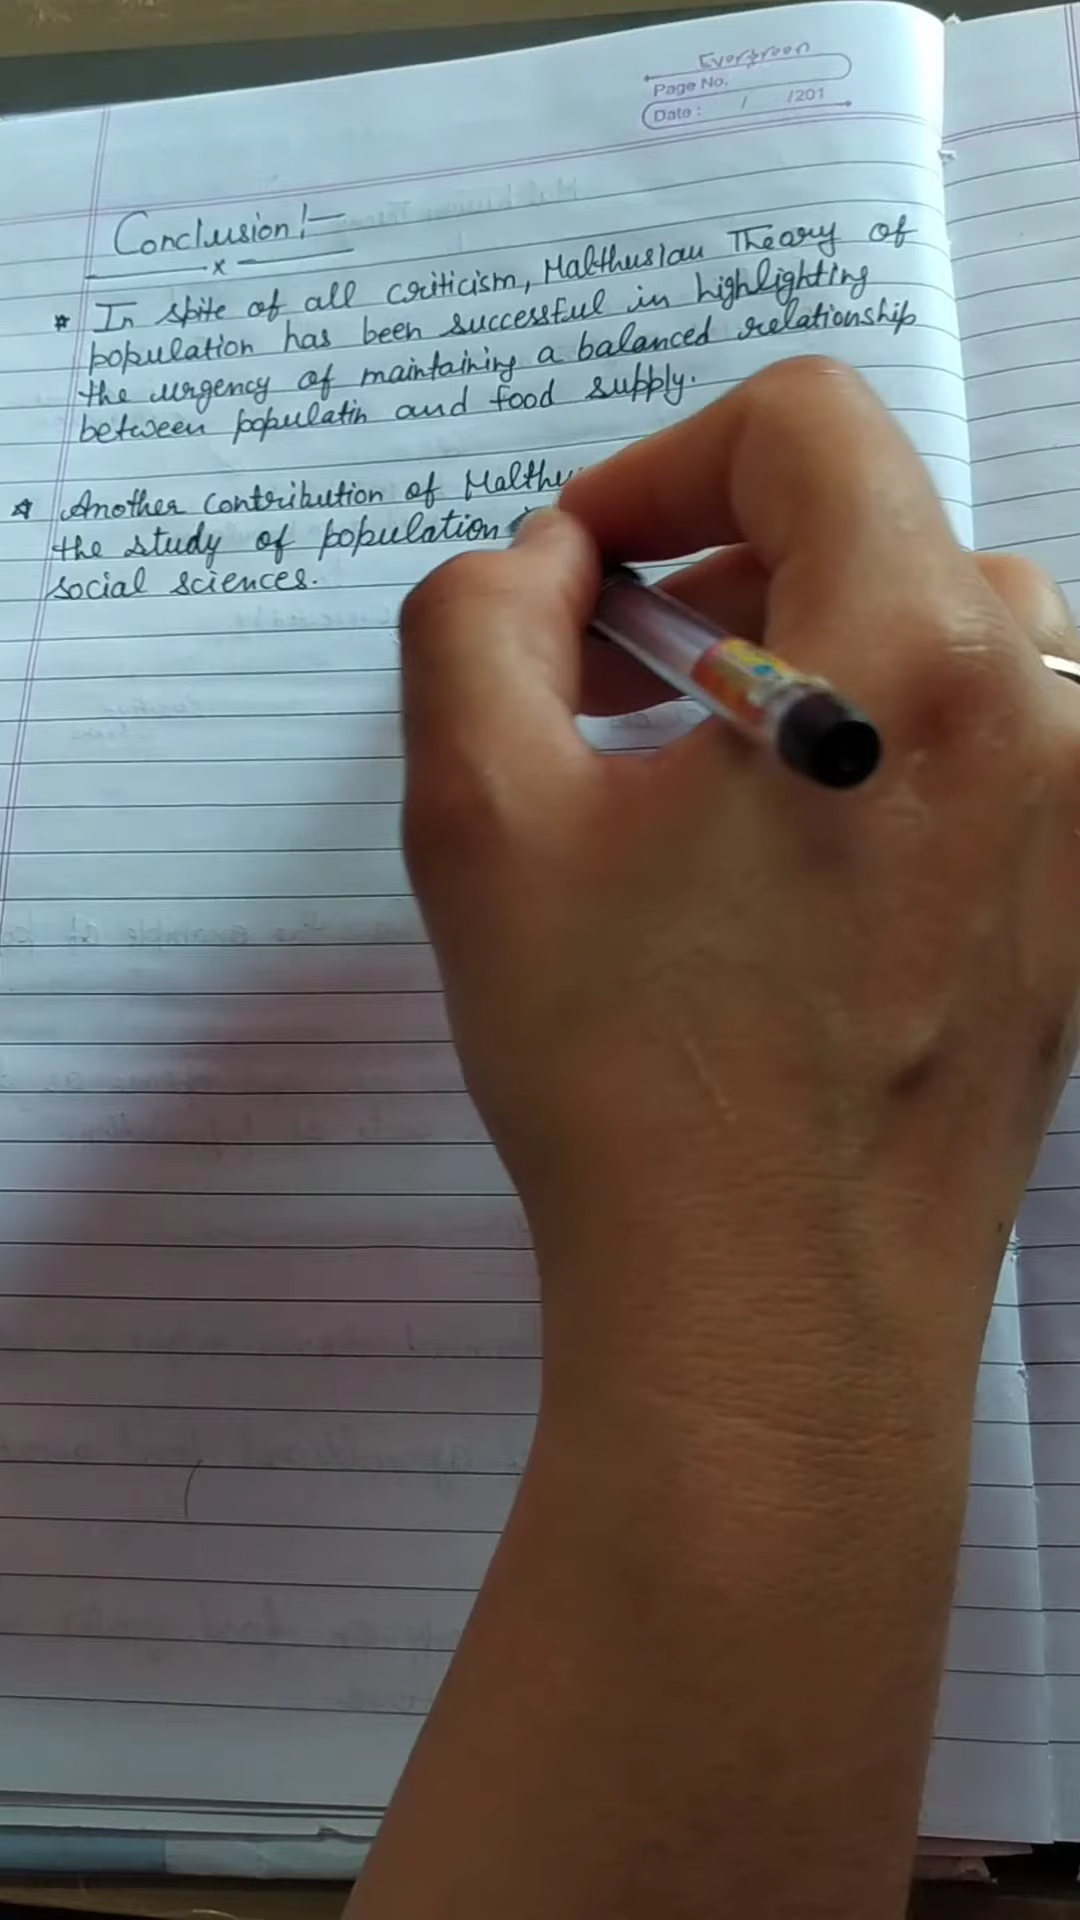 Evergreen
Page No.
Date : / /201
Conclusion !—
x
* In spite of all criticism, Malthusian Theory of
population has been successful in highlighting
the urgency of maintaining a balanced relationship
between populatin and food supply.
* Another contribution of
the study of population
social sciences.